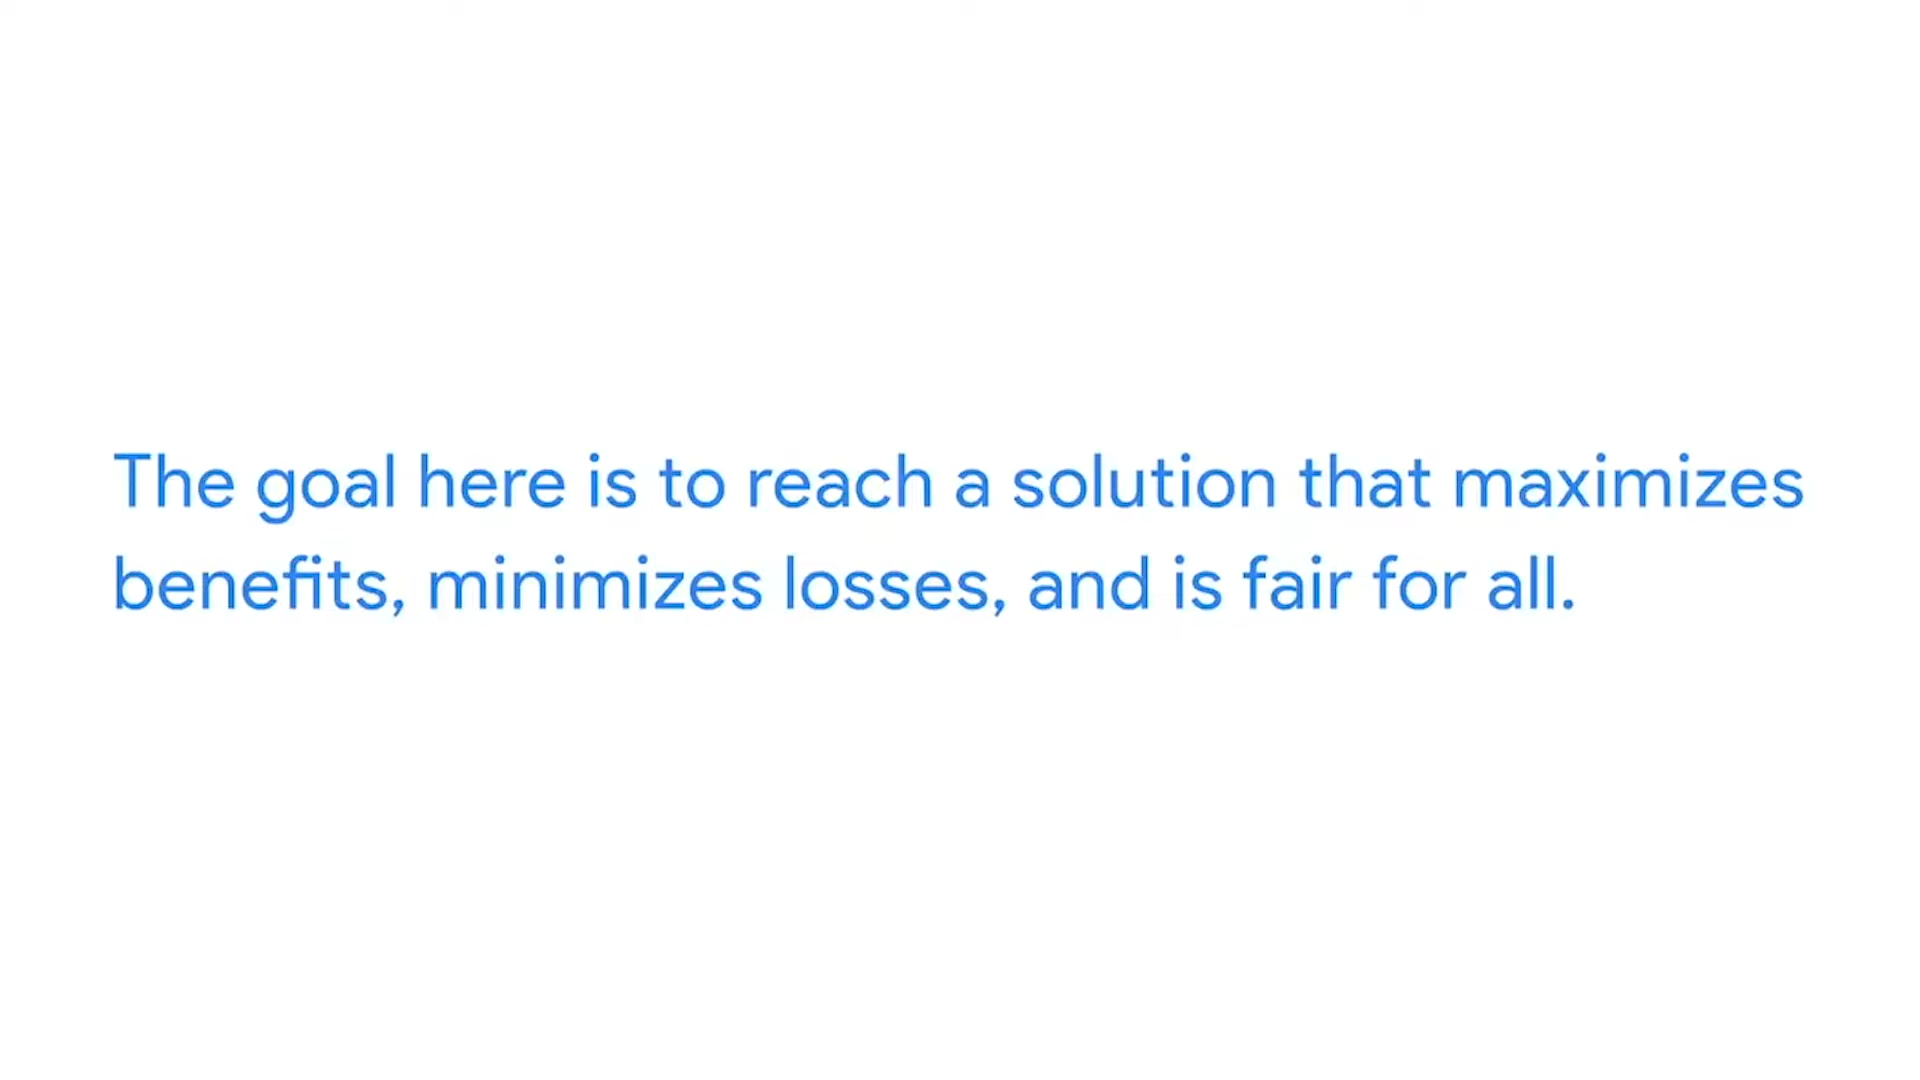 The goal here is to reach a solution that maximizes
benefits, minimizes losses, and is fair for all.